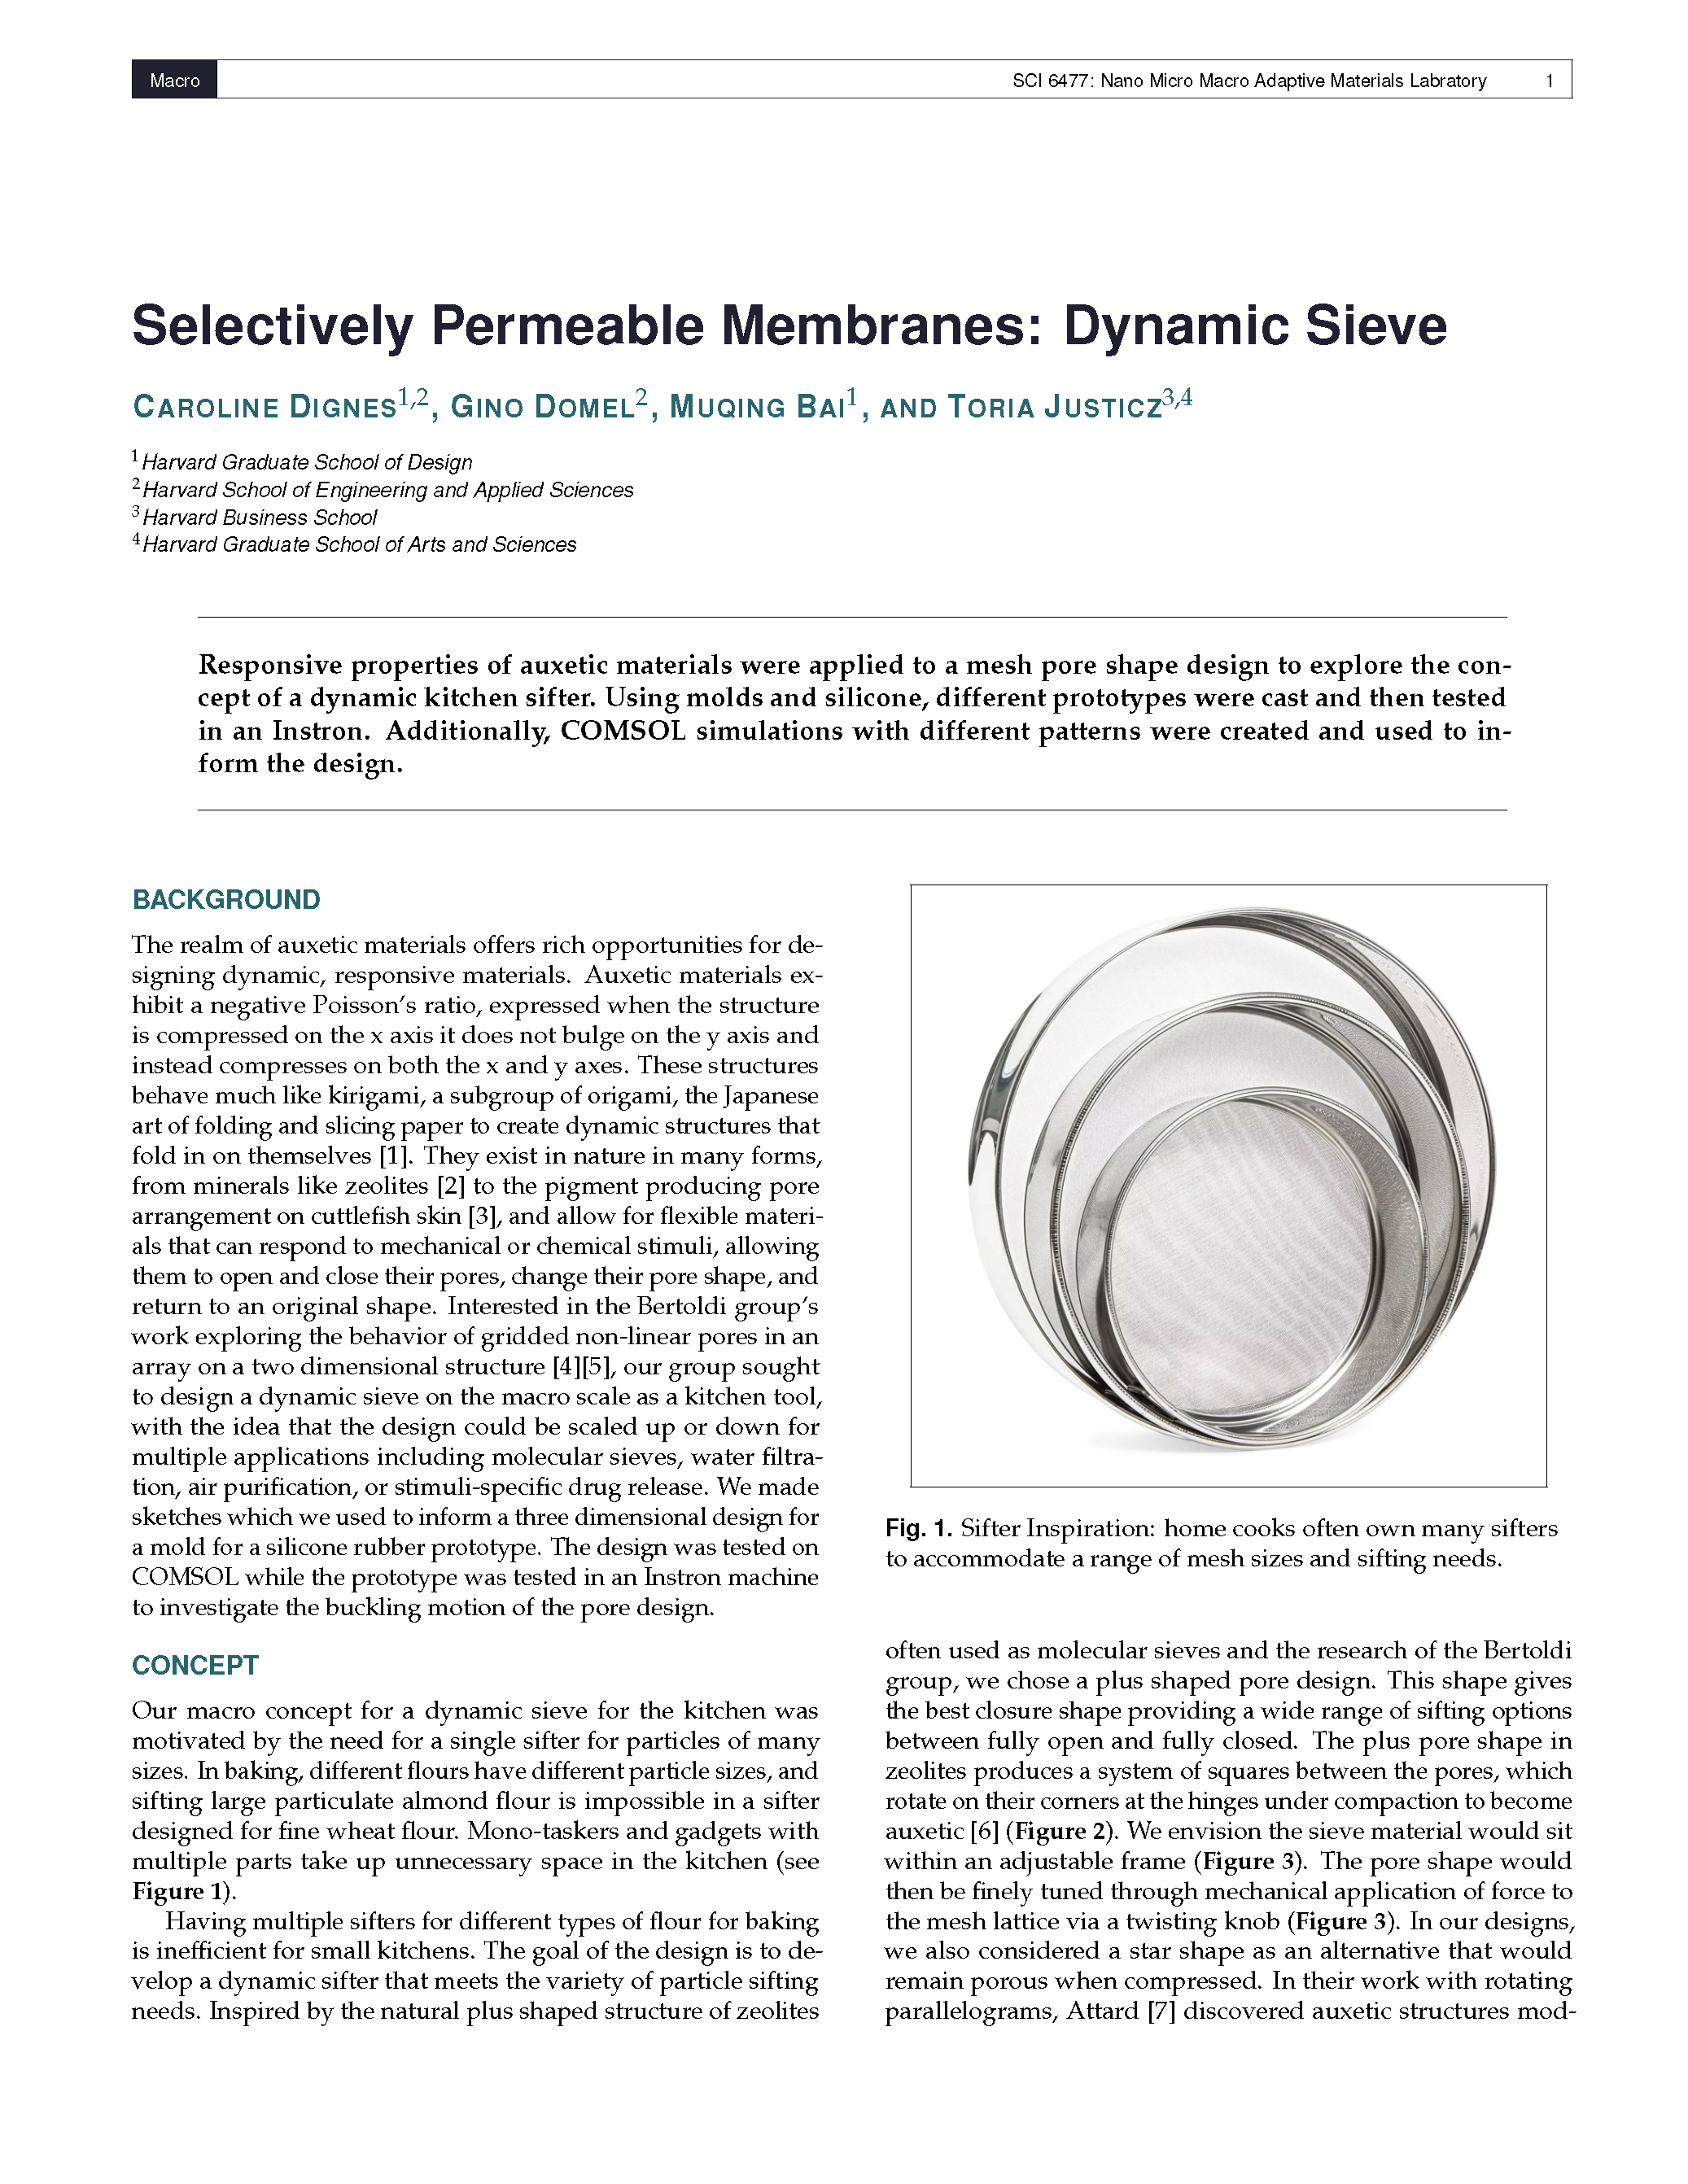 Macro
SCI 6477: Nano Micro Macro Adaptive Materials Labratory 1
Selectively Permeable Membranes: Dynamic Sieve
CAROLINE DIGNES1,2, GINO DOMEL2, MUQING BAI1, AND TORIA JUSTICZ3,4
1 Harvard Graduate School of Design
2 Harvard School of Engineering and Applied Sciences
3 Harvard Business School
4 Harvard Graduate School of Arts and Sciences
Responsive properties of auxetic materials were applied to a mesh pore shape design to explore the con-
cept of a dynamic kitchen sifter. Using molds and silicone, different prototypes were cast and then tested
in an Instron. Additionally, COMSOL simulations with different patterns were created and used to in-
form the design.
BACKGROUND
The realm of auxetic materials offers rich opportunities for de-
signing dynamic, responsive materials. Auxetic materials ex-
hibit a negative Poisson's ratio, expressed when the structure
is compressed on the x axis it does not bulge on the y axis and
instead compresses on both the x and y axes. These structures
behave much like kirigami, a subgroup of origami, the Japanese
art of folding and slicing paper to create dynamic structures that
fold in on themselves [1]. They exist in nature in many forms,
from minerals like zeolites [2] to the pigment producing pore
arrangement on cuttlefish skin [3], and allow for flexible materi-
als that can respond to mechanical or chemical stimuli, allowing
them to open and close their pores, change their pore shape, and
return to an original shape. Interested in the Bertoldi group's
work exploring the behavior of gridded non-linear pores in an
array on a two dimensional structure [4][5], our group sought
to design a dynamic sieve on the macro scale as a kitchen tool,
with the idea that the design could be scaled up or down for
multiple applications including molecular sieves, water filtra-
tion, air purification, or stimuli-specific drug release. We made
sketches which we used to inform a three dimensional design for
a mold for a silicone rubber prototype. The design was tested on
COMSOL while the prototype was tested in an Instron machine
to investigate the buckling motion of the pore design.
CONCEPT
Our macro concept for a dynamic sieve for the kitchen was
motivated by the need for a single sifter for particles of many
sizes. In baking, different flours have different particle sizes, and
sifting large particulate almond flour is impossible in a sifter
designed for fine wheat flour. Mono-taskers and gadgets with
multiple parts take up unnecessary space in the kitchen (see
Figure 1).
Having multiple sifters for different types of flour for baking
is inefficient for small kitchens. The goal of the design is to de-
velop a dynamic sifter that meets the variety of particle sifting
needs. Inspired by the natural plus shaped structure of zeolites
Fig. 1. Sifter Inspiration: home cooks often own many sifters
to accommodate a range of mesh sizes and sifting needs.
often used as molecular sieves and the research of the Bertoldi
group, we chose a plus shaped pore design. This shape gives
the best closure shape providing a wide range of sifting options
between fully open and fully closed. The plus pore shape in
zeolites produces a system of squares between the pores, which
rotate on their corners at the hinges under compaction to become
auxetic [6] (Figure 2). We envision the sieve material would sit
within an adjustable frame (Figure 3). The pore shape would
then be finely tuned through mechanical application of force to
the mesh lattice via a twisting knob (Figure 3). In our designs,
we also considered a star shape as an alternative that would
remain porous when compressed. In their work with rotating
parallelograms, Attard [7] discovered auxetic structures mod-